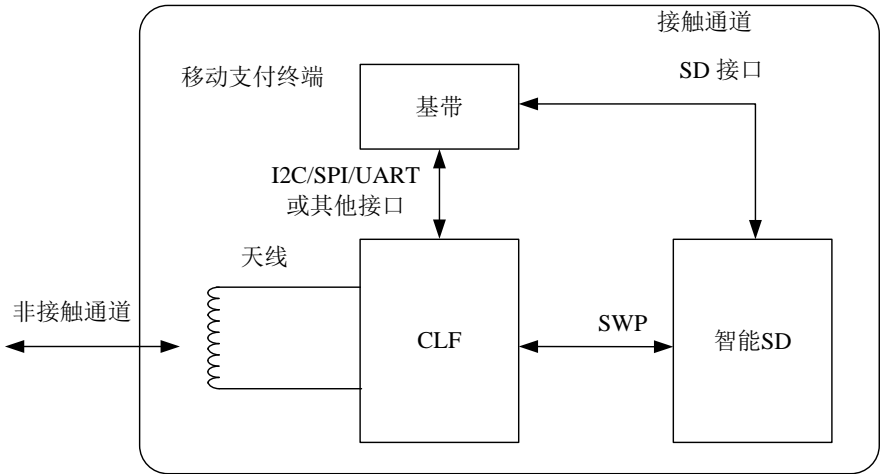 接触通道
移动支付终端
SD 接口
基带
I2C/SPI/UART
或其他接口
天线
非接触通道
CLF
SWP
智能SD